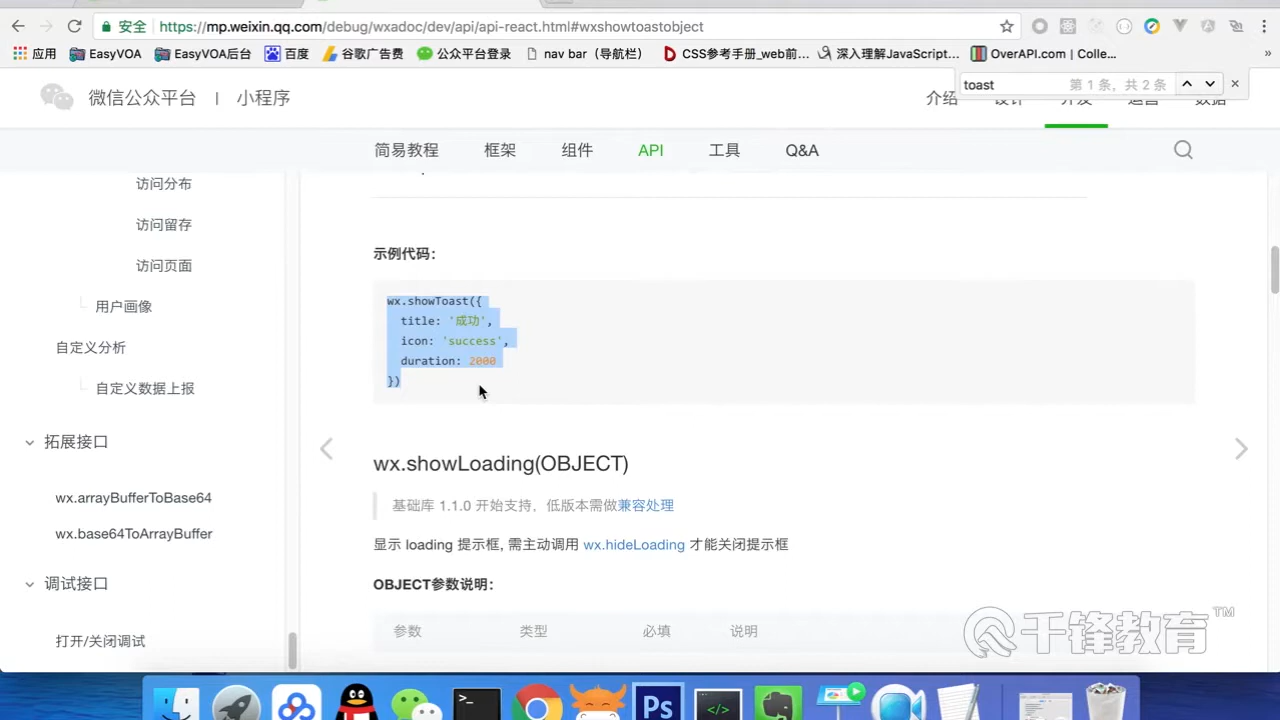 安全 https://mp.weixin.qq.com/debug/wxadoc/dev/api/api-react.html#wxshowtoastobject
应用 EasyVOA EasyVOA后台 百度 谷歌广告费 公众平台登录 nav bar（导航栏） CSS参考手册_web前... 深入理解JavaScript... OverAPI.com | Colle... »
toast 第 1 条，共 2 条
微信公众平台 | 小程序 介绍 设计 开发 运营 数据
简易教程 框架 组件 API 工具 Q&A
访问分布
访问留存
访问页面
用户画像
自定义分析
自定义数据上报
拓展接口
wx.arrayBufferToBase64
wx.base64ToArrayBuffer
调试接口
打开/关闭调试
示例代码：
wx.showToast({
title: '成功',
icon: 'success',
duration: 2000
})
wx.showLoading(OBJECT)
基础库 1.1.0 开始支持，低版本需做兼容处理
显示 loading 提示框, 需主动调用 wx.hideLoading 才能关闭提示框
OBJECT参数说明：
参数 类型 必填 说明
千锋教育™
>_ Ps </>